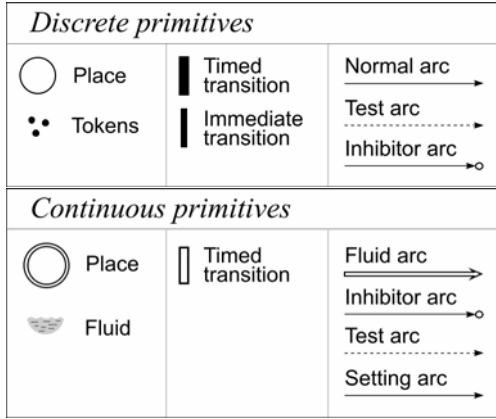 Discrete primitives
Place
Tokens
Timed
transition
Immediate
transition
Normal arc
Test arc
Inhibitor arc
Continuous primitives
Place
Fluid
Timed
transition
Fluid arc
Inhibitor arc
Test arc
Setting arc